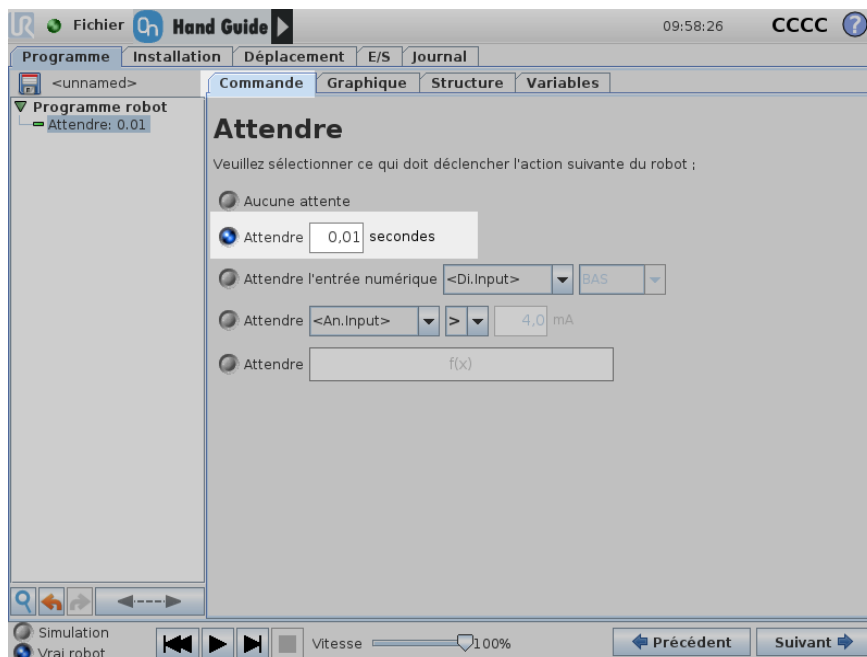 UR Fichier On Hand Guide 09:58:26 CCCC ?
Programme Installation Déplacement E/S Journal
<unnamed> Commande Graphique Structure Variables
Programme robot
Attendre: 0.01
Attendre
Veuillez sélectionner ce qui doit déclencher l'action suivante du robot ;
Aucune attente
Attendre 0,01 secondes
Attendre l'entrée numérique <Di.Input> BAS
Attendre <An.Input> > 4,0 mA
Attendre f(x)
Simulation
Vrai robot
Vitesse 100% Précédent Suivant